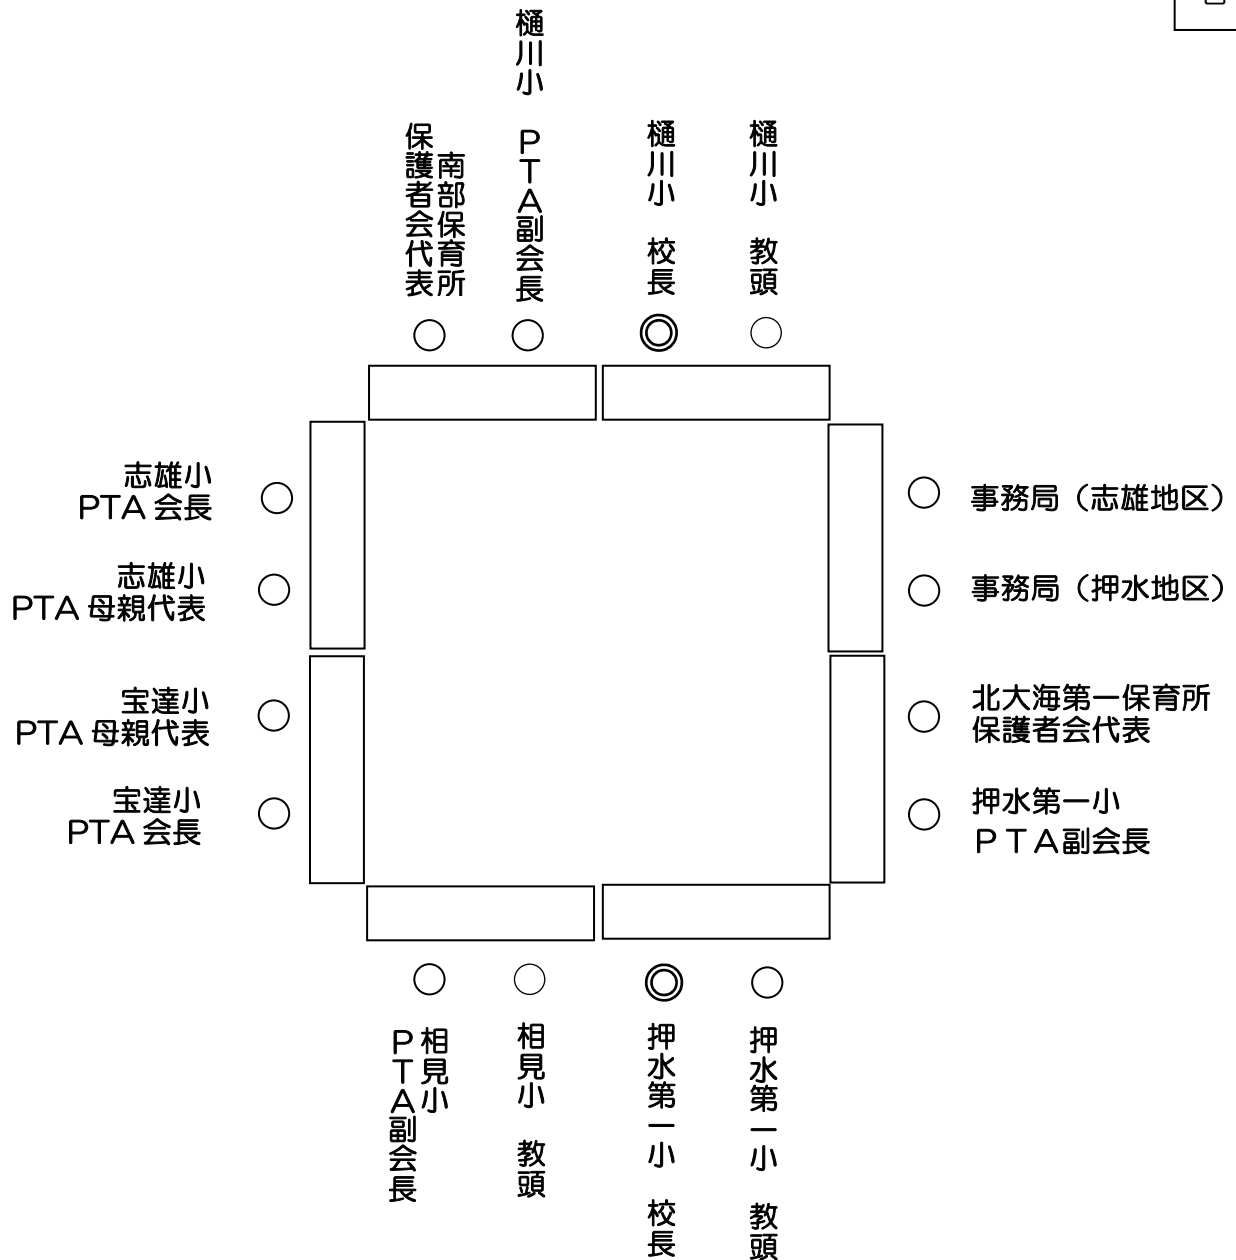 樋川小　ＰＴＡ副会長
南部保育所
保護者会代表
樋川小　校長
樋川小　教頭
志雄小
PTA 会長
志雄小
PTA 母親代表
宝達小
PTA 母親代表
宝達小
PTA 会長
事務局（志雄地区）
事務局（押水地区）
北大海第一保育所
保護者会代表
押水第一小
ＰＴＡ副会長
相見小
ＰＴＡ副会長
相見小　教頭
押水第一小　校長
押水第一小　教頭